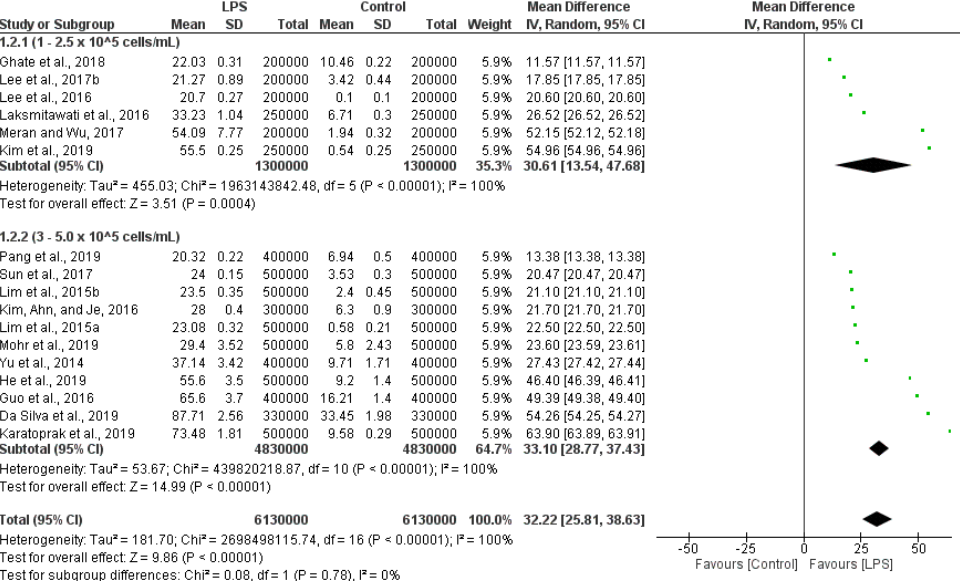 LPS Control Mean Difference Mean Difference
Study or Subgroup Mean SD Total Mean SD Total Weight IV, Random, 95% CI IV, Random, 95% CI
1.2.1 (1 - 2.5 x 10^5 cells/mL)
Ghate et al., 2018 22.03 0.31 200000 10.46 0.22 200000 5.9% 11.57 [11.57, 11.57]
Lee et al., 2017b 21.27 0.89 200000 3.42 0.44 200000 5.9% 17.85 [17.85, 17.85]
Lee et al., 2016 20.7 0.27 200000 0.1 0.1 200000 5.9% 20.60 [20.60, 20.60]
Laksmitawati et al., 2016 33.23 1.04 250000 6.71 0.3 250000 5.9% 26.52 [26.52, 26.52]
Meran and Wu, 2017 54.09 7.77 200000 1.94 0.32 200000 5.9% 52.15 [52.12, 52.18]
Kim et al., 2019 55.5 0.25 250000 0.54 0.25 250000 5.9% 54.96 [54.96, 54.96]
Subtotal (95% CI) 1300000 1300000 35.3% 30.61 [13.54, 47.68]
Heterogeneity: Tau² = 455.03; Chi² = 1963143842.48, df = 5 (P < 0.00001); I² = 100%
Test for overall effect: Z = 3.51 (P = 0.0004)
1.2.2 (3 - 5.0 x 10^5 cells/mL)
Pang et al., 2019 20.32 0.22 400000 6.94 0.5 400000 5.9% 13.38 [13.38, 13.38]
Sun et al., 2017 24 0.15 500000 3.53 0.3 500000 5.9% 20.47 [20.47, 20.47]
Lim et al., 2015b 23.5 0.35 500000 2.4 0.45 500000 5.9% 21.10 [21.10, 21.10]
Kim, Ahn, and Je, 2016 28 0.4 300000 6.3 0.9 300000 5.9% 21.70 [21.70, 21.70]
Lim et al., 2015a 23.08 0.32 500000 0.58 0.21 500000 5.9% 22.50 [22.50, 22.50]
Mohr et al., 2019 29.4 3.52 500000 5.8 2.43 500000 5.9% 23.60 [23.59, 23.61]
Yu et al., 2014 37.14 3.42 400000 9.71 1.71 400000 5.9% 27.43 [27.42, 27.44]
He et al., 2019 55.6 3.5 500000 9.2 1.4 500000 5.9% 46.40 [46.39, 46.41]
Guo et al., 2016 65.6 3.7 400000 16.21 1.4 400000 5.9% 49.39 [49.38, 49.40]
Da Silva et al., 2019 87.71 2.56 330000 33.45 1.98 330000 5.9% 54.26 [54.25, 54.27]
Karatoprak et al., 2019 73.48 1.81 500000 9.58 0.29 500000 5.9% 63.90 [63.89, 63.91]
Subtotal (95% CI) 4830000 4830000 64.7% 33.10 [28.77, 37.43]
Heterogeneity: Tau² = 53.67; Chi² = 439820218.87, df = 10 (P < 0.00001); I² = 100%
Test for overall effect: Z = 14.99 (P < 0.00001)
Total (95% CI) 6130000 6130000 100.0% 32.22 [25.81, 38.63]
Heterogeneity: Tau² = 181.70; Chi² = 2698498115.74, df = 16 (P < 0.00001); I² = 100%
Test for overall effect: Z = 9.86 (P < 0.00001)
Test for subgroup differences: Chi² = 0.08, df = 1 (P = 0.78), I² = 0%
-50 -25 0 25 50
Favours [Control] Favours [LPS]